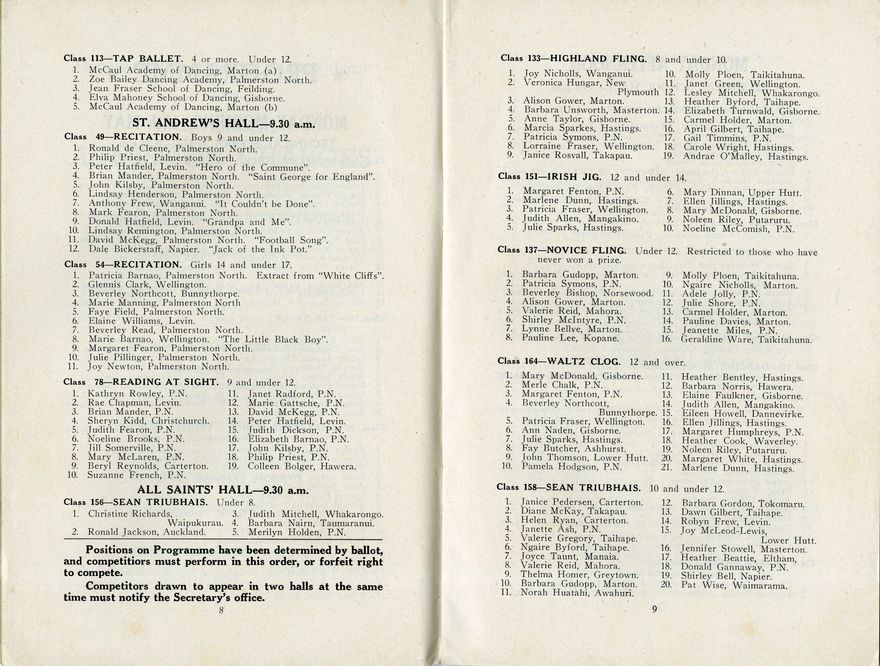 Class 113—TAP BALLET. 4 or more. Under 12.
1. McCaul Academy of Dancing, Marton (a)
2. Zoe Bailey Dancing Academy, Palmerston North.
3. Jean Fraser School of Dancing, Feilding.
4. Elva Mahoney School of Dancing, Gisborne.
5. McCaul Academy of Dancing, Marton (b)
ST. ANDREW'S HALL—9.30 a.m.
Class 49—RECITATION. Boys 9 and under 12.
1. Ronald de Cleene, Palmerston North.
2. Philip Priest, Palmerston North.
3. Peter Hatfield, Levin. "Hero of the Commune".
4. Brian Mander, Palmerston North. "Saint George for England".
5. John Kilsby, Palmerston North.
6. Lindsay Henderson, Palmerston North.
7. Anthony Frew, Wanganui. "It Couldn't be Done".
8. Mark Fearon, Palmerston North.
9. Donald Hatfield, Levin. "Grandpa and Me".
10. Lindsay Remington, Palmerston North.
11. David McKegg, Palmerston North. "Football Song".
12. Dale Bickerstaff, Napier. "Jack of the Ink Pot."
Class 54—RECITATION. Girls 14 and under 17.
1. Patricia Barnao, Palmerston North. Extract from "White Cliffs".
2. Glennis Clark, Wellington.
3. Beverley Northcott, Bunnythorpe.
4. Marie Manning, Palmerston North
5. Faye Field, Palmerston North.
6. Elaine Williams, Levin.
7. Beverley Read, Palmerston North.
8. Marie Barnao, Wellington. "The Little Black Boy".
9. Margaret Fearon, Palmerston North.
10. Julie Pillinger, Palmerston North.
11. Joy Newton, Palmerston North.
Class 78—READING AT SIGHT. 9 and under 12.
1. Kathryn Rowley, P.N.
2. Rae Chapman, Levin.
3. Brian Mander, P.N.
4. Sheryn Kidd, Christchurch.
5. Judith Fearon, P.N.
6. Noeline Brooks, P.N.
7. Jill Somerville, P.N.
8. Mary McLaren, P.N.
9. Beryl Reynolds, Carterton.
10. Suzanne French, P.N.
11. Janet Radford, P.N.
12. Marie Gattsche, P.N.
13. David McKegg, P.N.
14. Peter Hatfield, Levin.
15. Judith Dickson, P.N.
16. Elizabeth Barnao, P.N.
17. John Kilsby, P.N.
18. Philip Priest, P.N.
19. Colleen Bolger, Hawera.
ALL SAINTS' HALL—9.30 a.m.
Class 156—SEAN TRIUBHAIS. Under 8.
1. Christine Richards,
Waipukurau.
2. Ronald Jackson, Auckland.
3. Judith Mitchell, Whakarongo.
4. Barbara Nairn, Taumaranui.
5. Merilyn Holden, P.N.
Positions on Programme have been determined by ballot,
and competitiors must perform in this order, or forfeit right
to compete.
Competitors drawn to appear in two halls at the same
time must notify the Secretary's office.
8
Class 133—HIGHLAND FLING. 8 and under 10.
1. Joy Nicholls, Wanganui.
2. Veronica Hungar, New
Plymouth
3. Alison Gower, Marton.
4. Barbara Unsworth, Masterton.
5. Anne Taylor, Gisborne.
6. Marcia Sparkes, Hastings.
7. Patricia Symons, P.N.
8. Lorraine Fraser, Wellington.
9. Janice Rosvall, Takapau.
10. Molly Ploen, Taikitahuna.
11. Janet Green, Wellington.
12. Lesley Mitchell, Whakarongo.
13. Heather Byford, Taihape.
14. Elizabeth Turnwald, Gisborne.
15. Carmel Holder, Marton.
16. April Gilbert, Taihape.
17. Gail Timmins, P.N.
18. Carole Wright, Hastings.
19. Andrae O'Malley, Hastings.
Class 151—IRISH JIG. 12 and under 14.
1. Margaret Fenton, P.N.
2. Marlene Dunn, Hastings.
3. Patricia Fraser, Wellington.
4. Judith Allen, Mangakino.
5. Julie Sparks, Hastings.
6. Mary Dinnan, Upper Hutt.
7. Ellen Jillings, Hastings.
8. Mary McDonald, Gisborne.
9. Noleen Riley, Putaruru.
10. Noeline McComish, P.N.
Class 137—NOVICE FLING. Under 12. Restricted to those who have
never won a prize.
1. Barbara Gudopp, Marton.
2. Patricia Symons, P.N.
3. Beverley Bishop, Norsewood.
4. Alison Gower, Marton.
5. Valerie Reid, Mahora.
6. Shirley McIntyre, P.N.
7. Lynne Bellve, Marton.
8. Pauline Lee, Kopane.
9. Molly Ploen, Taikitahuna.
10. Ngaire Nicholls, Marton.
11. Adele Jolly, P.N.
12. Julie Shore, P.N.
13. Carmel Holder, Marton.
14. Pauline Davies, Marton.
15. Jeanette Miles, P.N.
16. Geraldine Ware, Taikitahuna.
Class 164—WALTZ CLOG. 12 and over.
1. Mary McDonald, Gisborne.
2. Merle Chalk, P.N.
3. Margaret Fenton, P.N.
4. Beverley Northcott,
Bunnythorpe.
5. Patricia Fraser, Wellington.
6. Ann Naden, Gisborne.
7. Julie Sparks, Hastings.
8. Fay Butcher, Ashhurst.
9. John Thomson, Lower Hutt.
10. Pamela Hodgson, P.N.
11. Heather Bentley, Hastings.
12. Barbara Norris, Hawera.
13. Elaine Faulkner, Gisborne.
14. Judith Allen, Mangakino.
15. Eileen Howell, Dannevirke.
16. Ellen Jillings, Hastings.
17. Margaret Humphreys, P.N.
18. Heather Cook, Waverley.
19. Noleen Riley, Putaruru.
20. Margaret White, Hastings.
21. Marlene Dunn, Hastings.
Class 158—SEAN TRIUBHAIS. 10 and under 12.
1. Janice Pedersen, Carterton.
2. Diane McKay, Takapau.
3. Helen Ryan, Carterton.
4. Janette Ash, P.N.
5. Valerie Gregory, Taihape.
6. Ngaire Byford, Taihape.
7. Joyce Taunt, Manaia.
8. Valerie Reid, Mahora.
9. Thelma Homer, Greytown.
10. Barbara Gudopp, Marton.
11. Norah Huatahi, Awahuri.
12. Barbara Gordon, Tokomaru.
13. Dawn Gilbert, Taihape.
14. Robyn Frew, Levin.
15. Joy McLeod-Lewis,
Lower Hutt.
16. Jennifer Stowell, Masterton.
17. Heather Beattie, Eltham,
18. Donald Gannaway, P.N.
19. Shirley Bell, Napier.
20. Pat Wise, Waimarama.
9